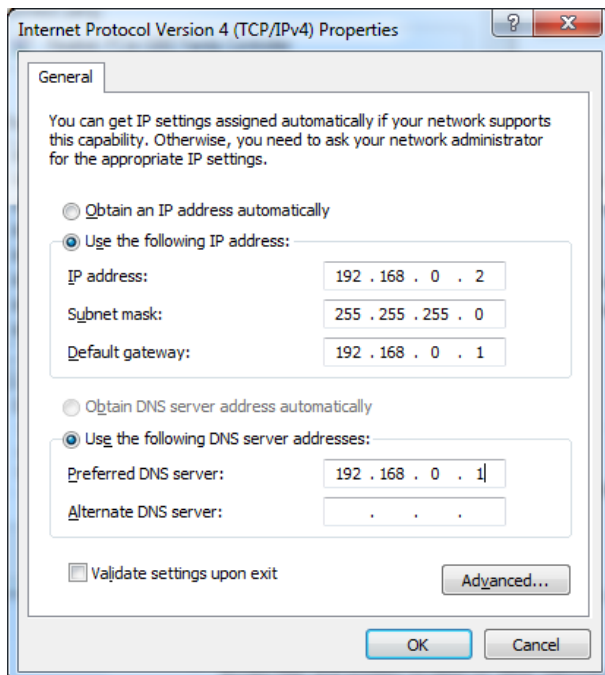 Internet Protocol Version 4 (TCP/IPv4) Properties
?
General
You can get IP settings assigned automatically if your network supports
this capability. Otherwise, you need to ask your network administrator
for the appropriate IP settings.
Obtain an IP address automatically
Use the following IP address:
IP address: 192 . 168 . 0 . 2
Subnet mask: 255 . 255 . 255 . 0
Default gateway: 192 . 168 . 0 . 1
Obtain DNS server address automatically
Use the following DNS server addresses:
Preferred DNS server: 192 . 168 . 0 . 1
Alternate DNS server: . . .
Validate settings upon exit
Advanced...
OK Cancel